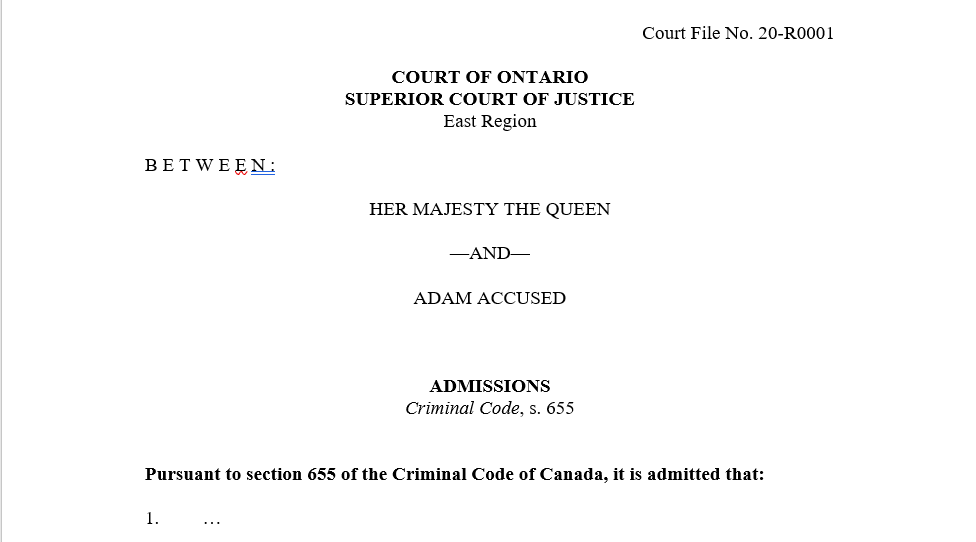 Court File No. 20-R0001
COURT OF ONTARIO
SUPERIOR COURT OF JUSTICE
East Region
B E T W E E N :
HER MAJESTY THE QUEEN
—AND—
ADAM ACCUSED
ADMISSIONS
Criminal Code, s. 655
Pursuant to section 655 of the Criminal Code of Canada, it is admitted that:
1. …